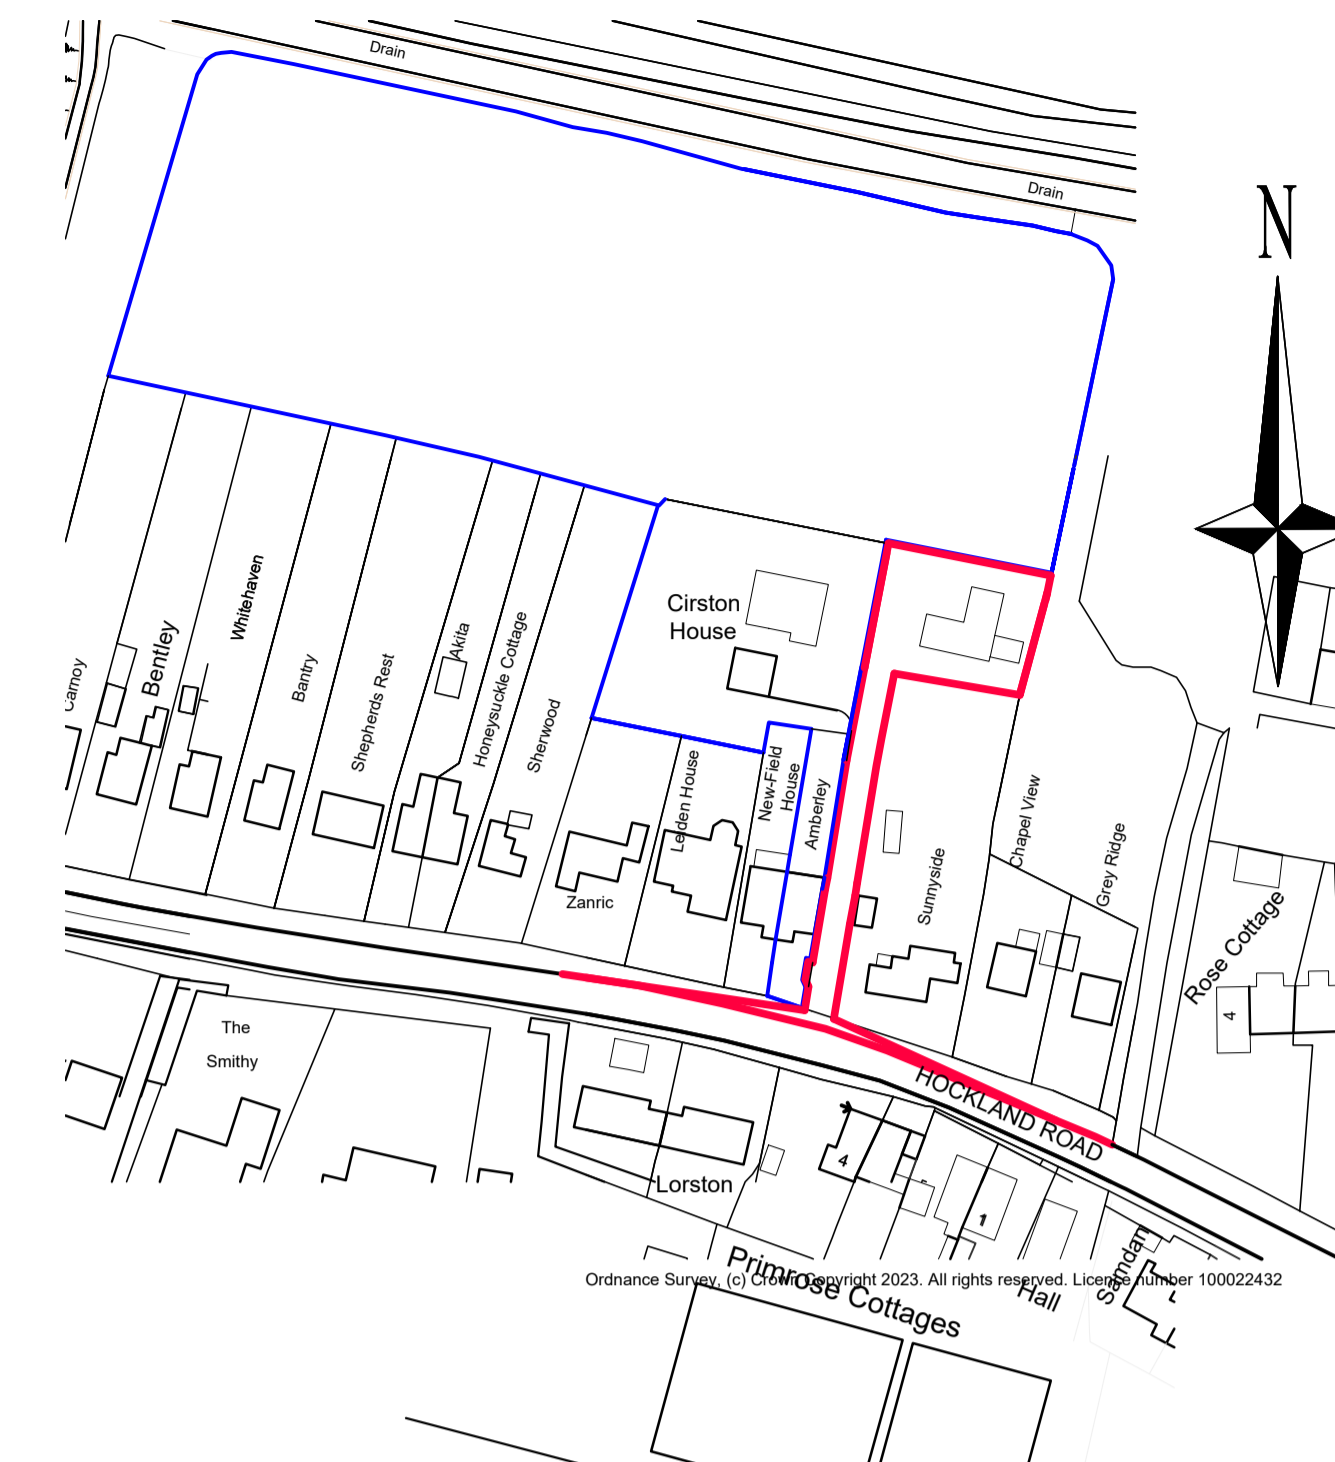 Drain
Drain
N
Cirston
House
Carnoy
Bentley
Whitehaven
Bantry
Shepherds Rest
Akita
Honeysuckle Cottage
Sherwood
Zanric
Leiden House
New-Field
House
Amberley
Sunnyside
Chapel View
Grey Ridge
Rose Cottage
4
The
Smithy
HOCKLAND ROAD
Lorston
4
1
Primrose Cottages
Hall
Samdan
Ordnance Survey, (c) Crown Copyright 2023. All rights reserved. Licence number 100022432